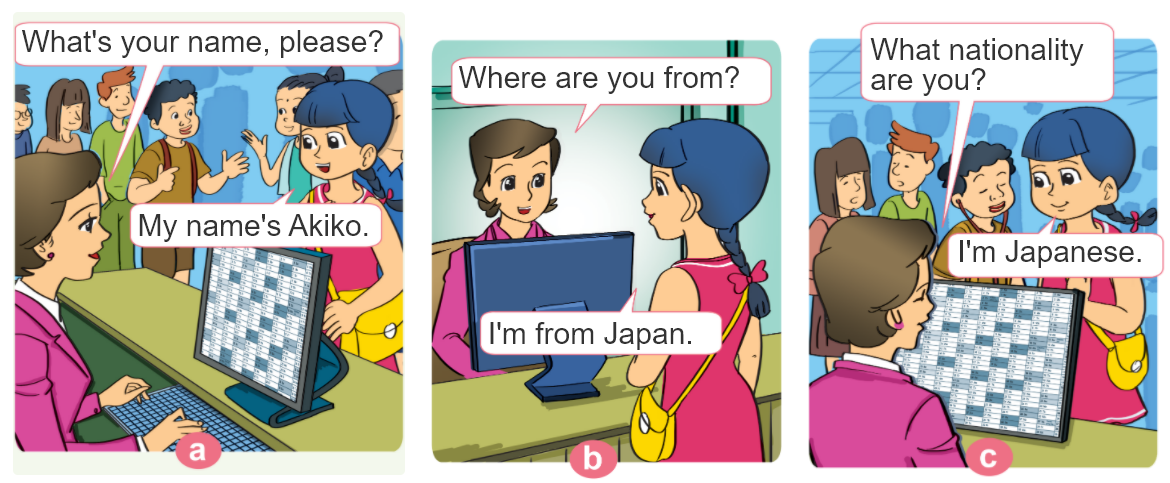 What's your name, please?
My name's Akiko.
a
Where are you from?
I'm from Japan.
b
What nationality
are you?
I'm Japanese.
c